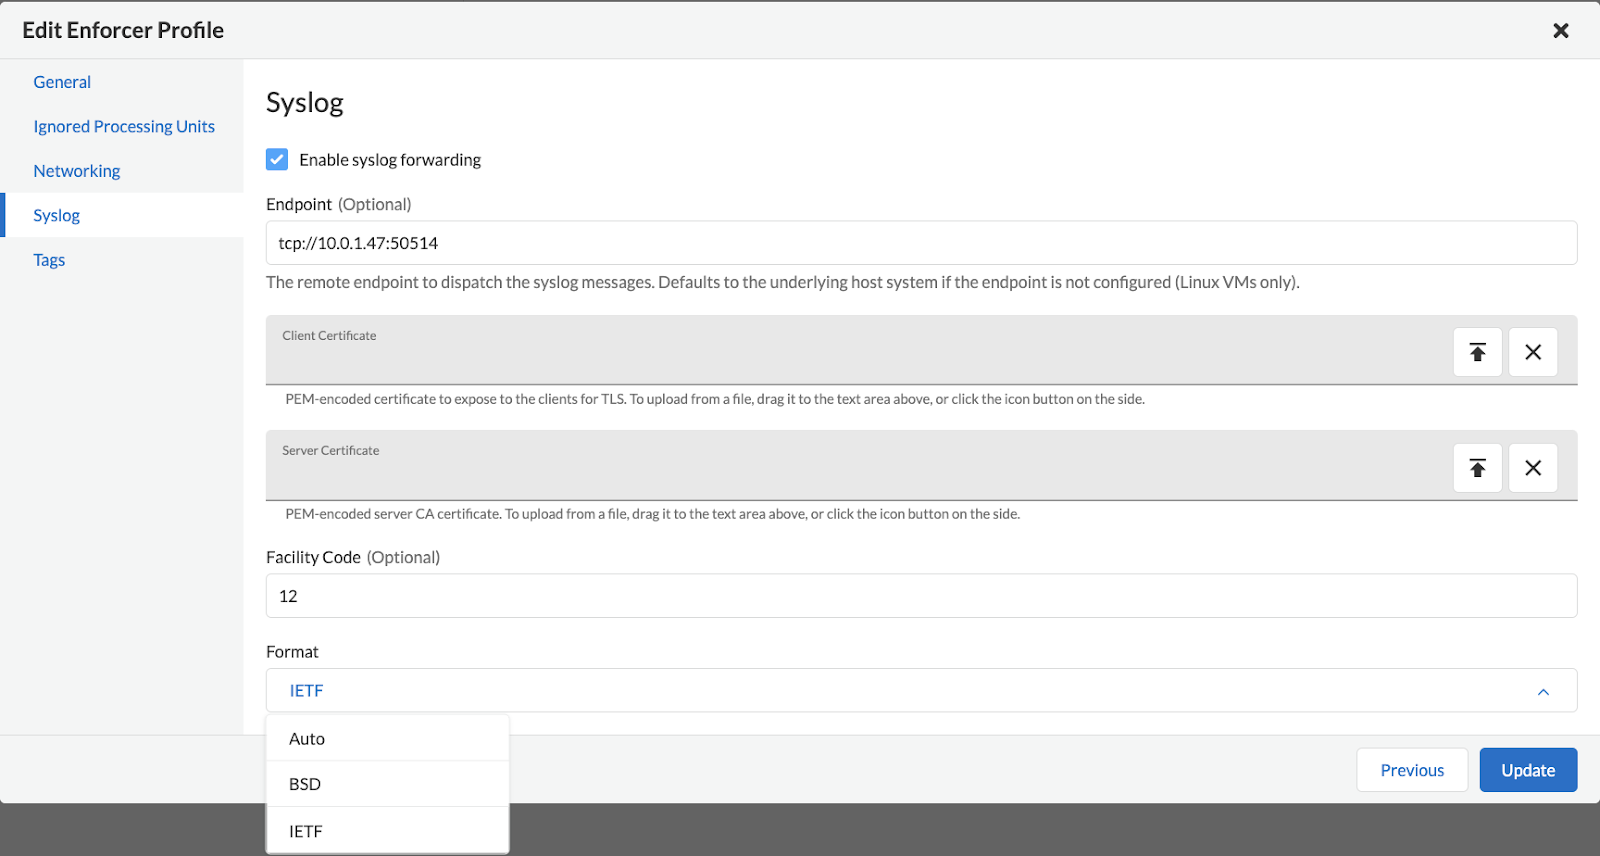 Edit Enforcer Profile
General
Ignored Processing Units
Networking
Syslog
Tags
Syslog
Enable syslog forwarding
Endpoint (Optional)
tcp://10.0.1.47:50514
The remote endpoint to dispatch the syslog messages. Defaults to the underlying host system if the endpoint is not configured (Linux VMs only).
Client Certificate
PEM-encoded certificate to expose to the clients for TLS. To upload from a file, drag it to the text area above, or click the icon button on the side.
Server Certificate
PEM-encoded server CA certificate. To upload from a file, drag it to the text area above, or click the icon button on the side.
Facility Code (Optional)
12
Format
IETF
Auto
BSD
IETF
Previous
Update